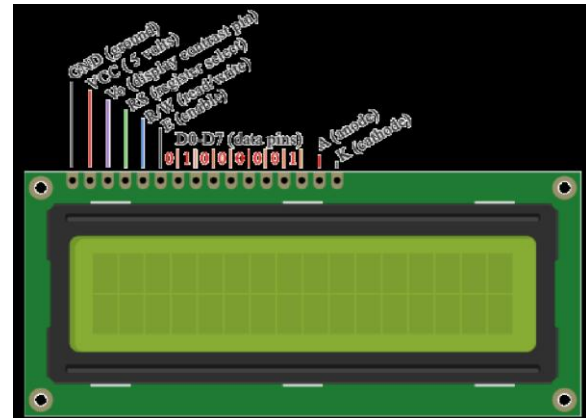 GND (ground)
VCC (5 volts)
Vo (display contrast pin)
RS (register select)
R/W (read/write)
E (enable)
D0-D7 (data pins)
0 1 0 0 0 0 0 1
A (anode)
K (cathode)